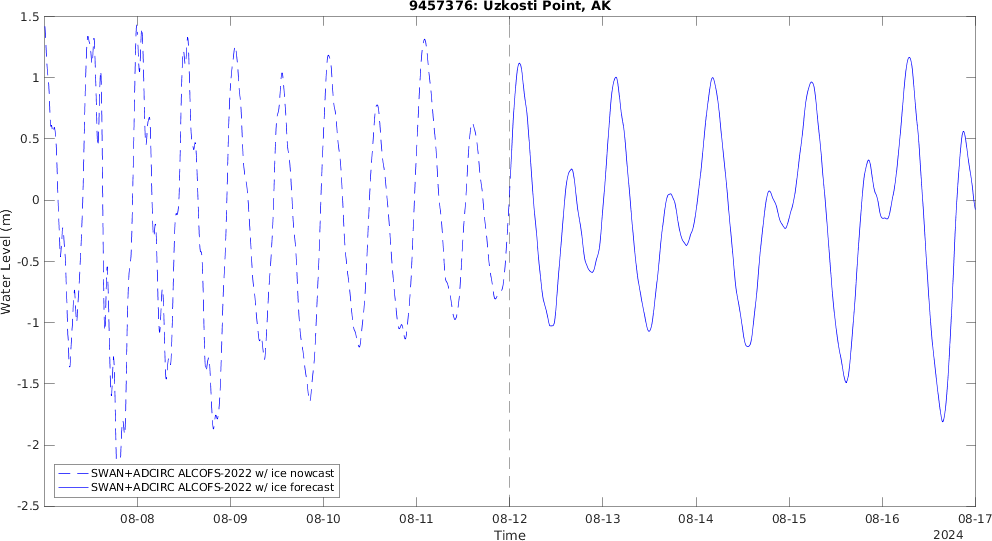 9457376: Uzkosti Point, AK
Water Level (m)
1.5
1
0.5
0
-0.5
-1
-1.5
-2
-2.5
SWAN+ADCIRC ALCOFS-2022 w/ ice nowcast
SWAN+ADCIRC ALCOFS-2022 w/ ice forecast
08-08 08-09 08-10 08-11 08-12 08-13 08-14 08-15 08-16 08-17
Time
2024